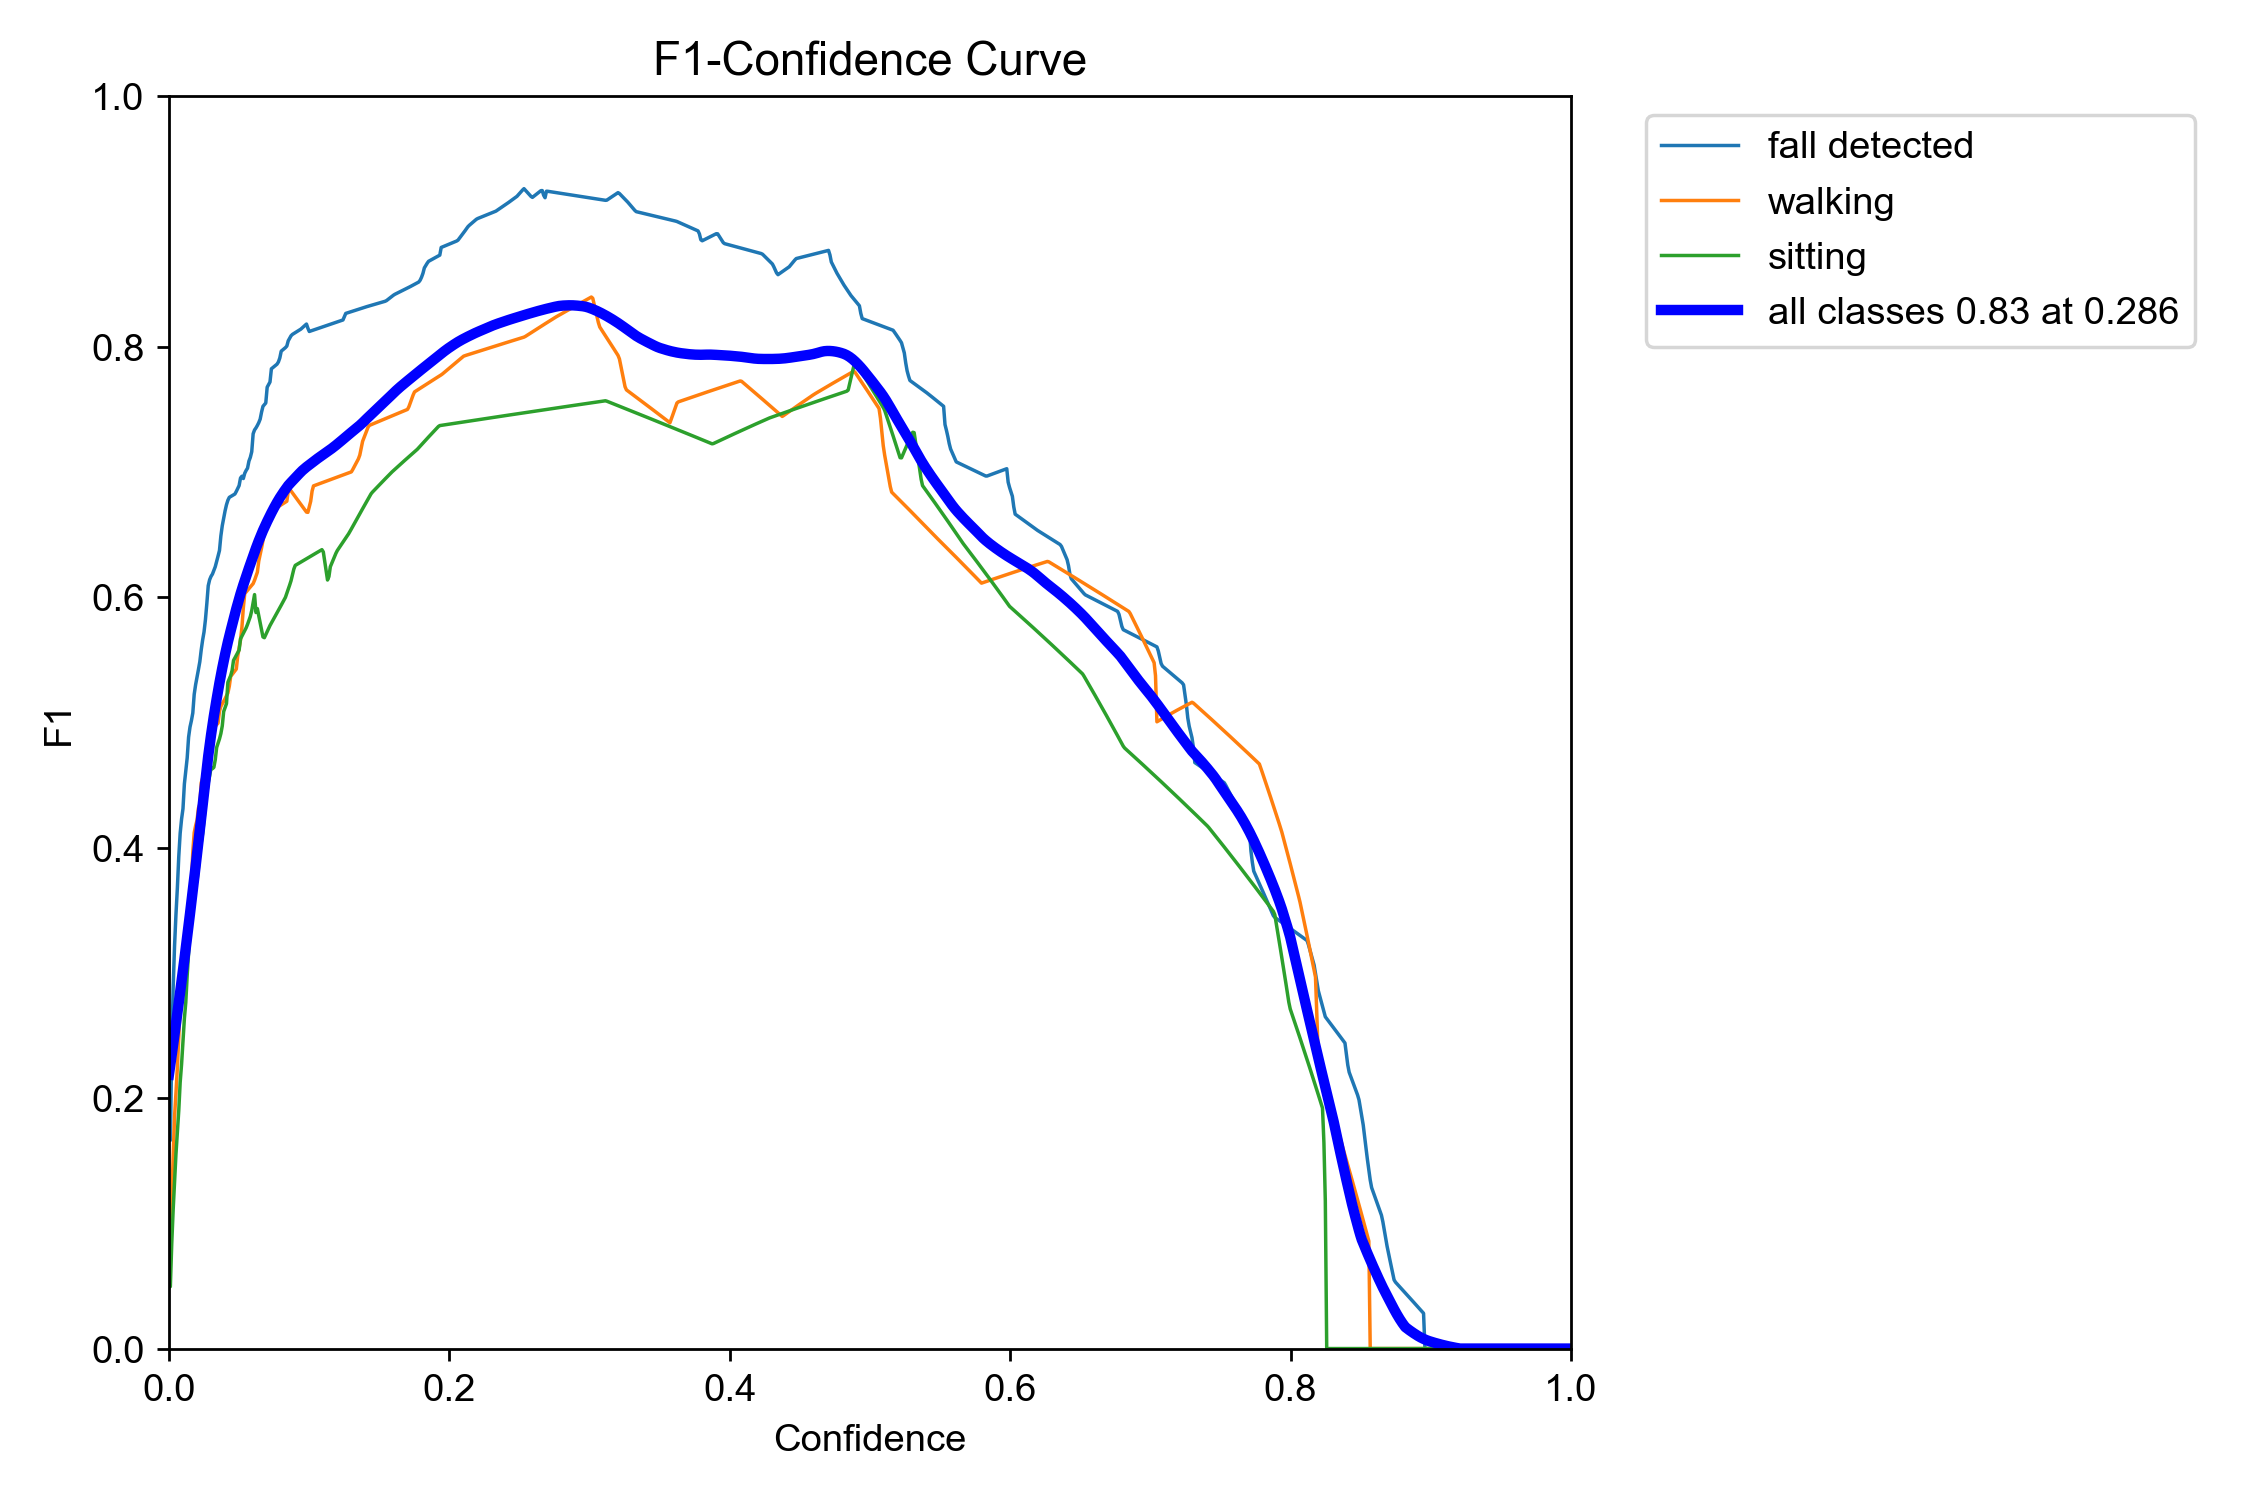 F1-Confidence Curve
1.0
0.8
0.6
0.4
0.2
0.0
F1
0.0 0.2 0.4 0.6 0.8 1.0
Confidence
fall detected
walking
sitting
all classes 0.83 at 0.286